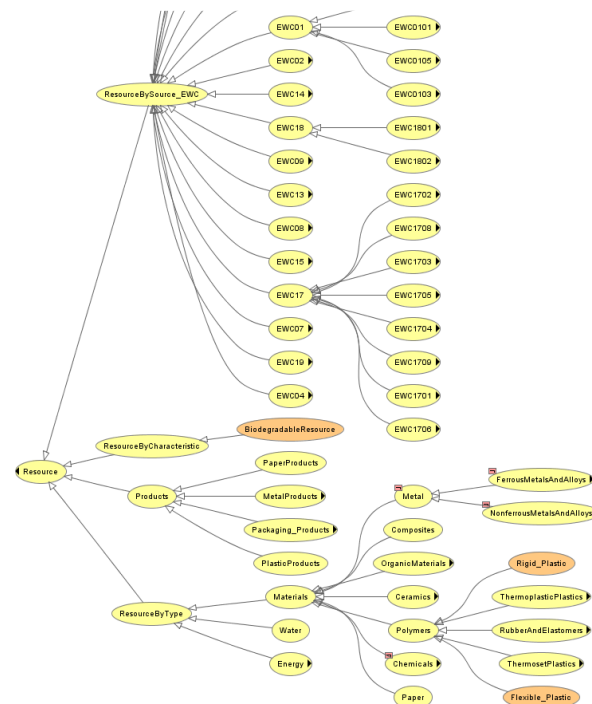 EWC01
EWC0101
EWC02
EWC0105
ResourceBySource_EWC
EWC14
EWC0103
EWC18
EWC1801
EWC09
EWC1802
EWC13
EWC1702
EWC08
EWC1708
EWC15
EWC1703
EWC17
EWC1705
EWC07
EWC1704
EWC19
EWC1709
EWC04
EWC1701
EWC1706
BiodegradableResource
ResourceByCharacteristic
Resource
PaperProducts
Products
MetalProducts
Packaging_Products
PlasticProducts
Metal
FerrousMetalsAndAlloys
NonferrousMetalsAndAlloys
Composites
OrganicMaterials
Rigid_Plastic
Materials
Ceramics
ThermoplasticPlastics
ResourceByType
Water
Polymers
RubberAndElastomers
Energy
Chemicals
ThermosetPlastics
Paper
Flexible_Plastic